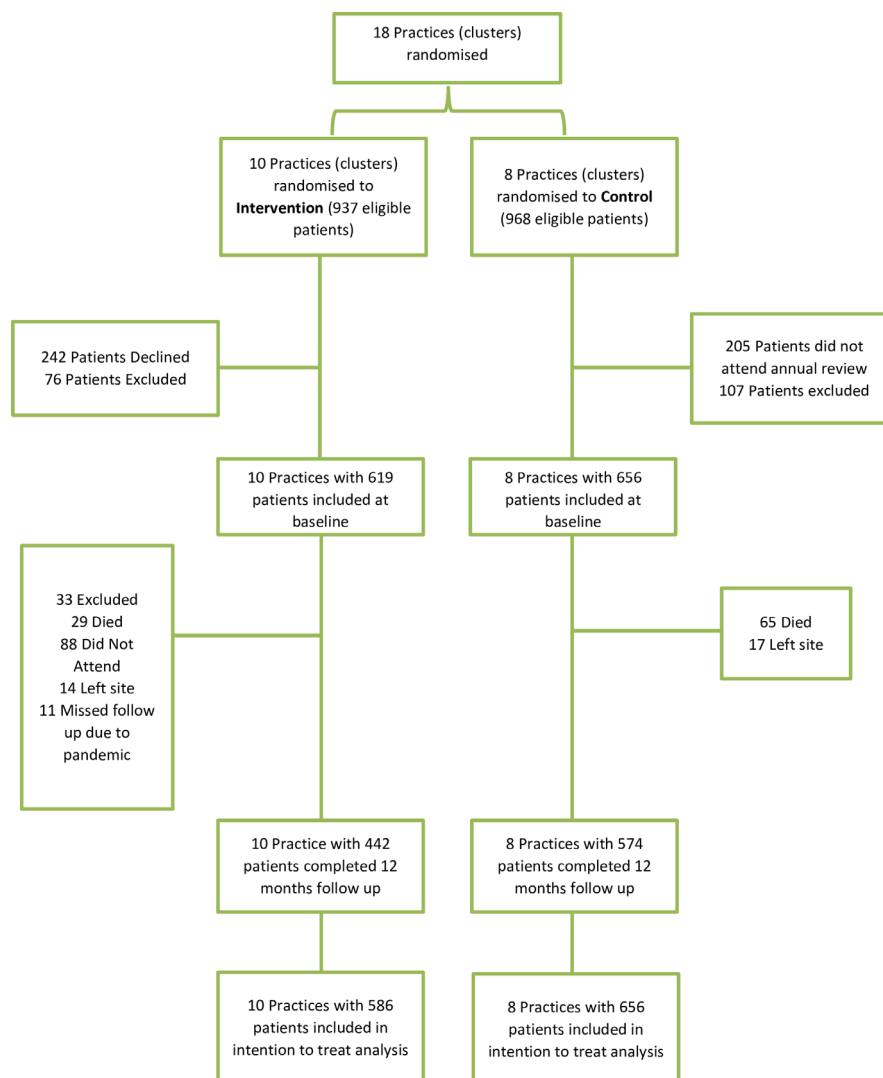 18 Practices (clusters)
randomised
10 Practices (clusters)
randomised to
Intervention (937 eligible
patients)
8 Practices (clusters)
randomised to Control
(968 eligible patients)
242 Patients Declined
76 Patients Excluded
205 Patients did not
attend annual review
107 Patients excluded
10 Practices with 619
patients included at
baseline
8 Practices with 656
patients included at
baseline
33 Excluded
29 Died
88 Did Not
Attend
14 Left site
11 Missed follow
up due to
pandemic
65 Died
17 Left site
10 Practice with 442
patients completed 12
months follow up
8 Practices with 574
patients completed 12
months follow up
10 Practices with 586
patients included in
intention to treat analysis
8 Practices with 656
patients included in
intention to treat analysis